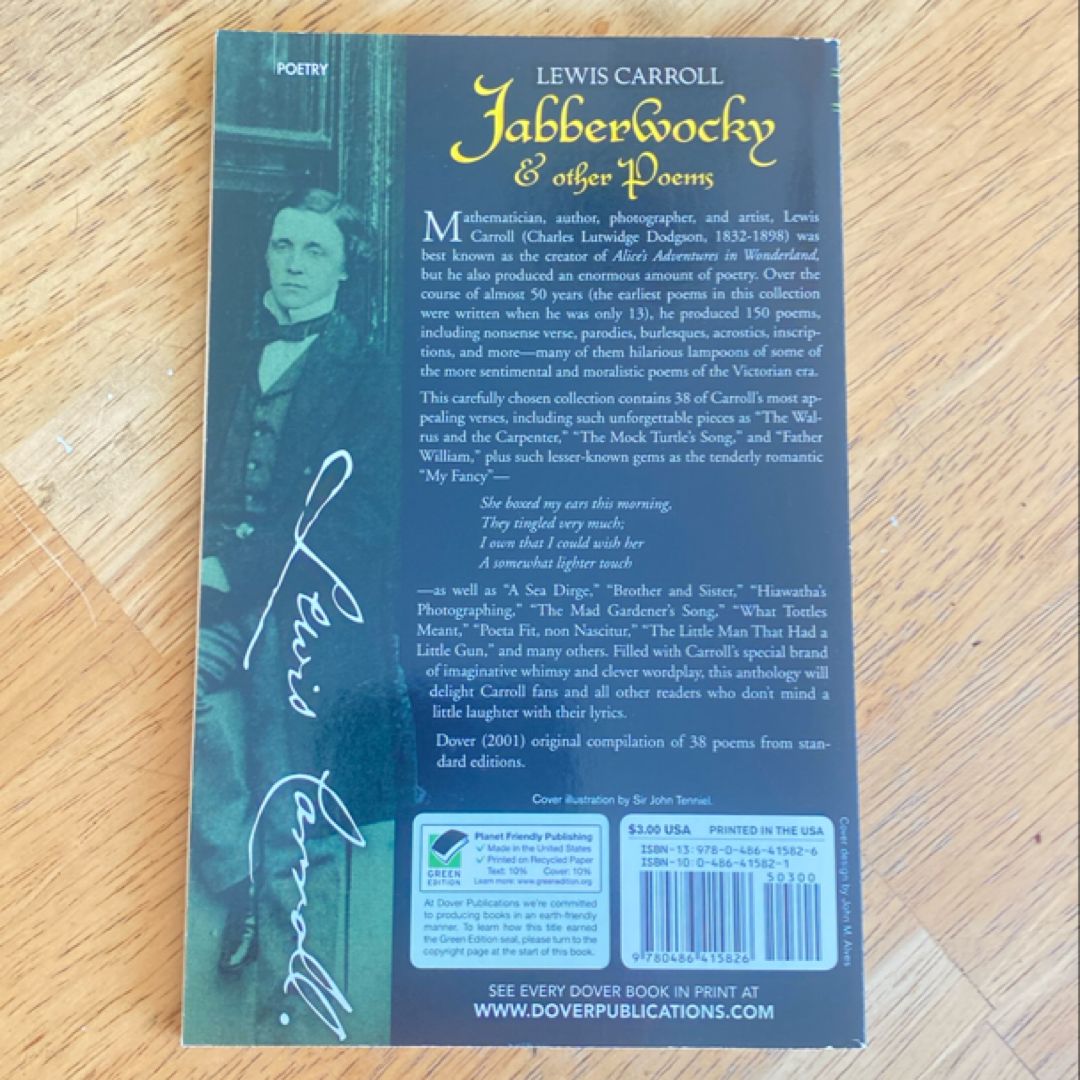 POETRY
LEWIS CARROLL
Jabberwocky
& other Poems
Mathematician, author, photographer, and artist, Lewis
Carroll (Charles Lutwidge Dodgson, 1832-1898) was
best known as the creator of Alice's Adventures in Wonderland,
but he also produced an enormous amount of poetry. Over the
course of almost 50 years (the earliest poems in this collection
were written when he was only 13), he produced 150 poems,
including nonsense verse, parodies, burlesques, acrostics, inscrip-
tions, and more—many of them hilarious lampoons of some of
the more sentimental and moralistic poems of the Victorian era.
This carefully chosen collection contains 38 of Carroll's most ap-
pealing verses, including such unforgettable pieces as "The Wal-
rus and the Carpenter," "The Mock Turtle's Song," and "Father
William," plus such lesser-known gems as the tenderly romantic
"My Fancy"—
She boxed my ears this morning,
They tingled very much;
I own that I could wish her
A somewhat lighter touch
—as well as "A Sea Dirge," "Brother and Sister," "Hiawatha's
Photographing," "The Mad Gardener's Song," "What Tottles
Meant," "Poeta Fit, non Nascitur," "The Little Man That Had a
Little Gun," and many others. Filled with Carroll's special brand
of imaginative whimsy and clever wordplay, this anthology will
delight Carroll fans and all other readers who don't mind a
little laughter with their lyrics.
Dover (2001) original compilation of 38 poems from stan-
dard editions.
Cover illustration by Sir John Tenniel.
Lewis Carroll.
GREEN
EDITION
Planet Friendly Publishing
✓ Made in the United States
✓ Printed on Recycled Paper
Text: 10% Cover: 10%
Learn more: www.greenedition.org
At Dover Publications we're committed
to producing books in an earth-friendly
manner. To learn how this title earned
the Green Edition seal, please turn to the
copyright page at the start of this book.
$3.00 USA PRINTED IN THE USA
ISBN-13: 978-0-486-41582-6
ISBN-10: 0-486-41582-1
50300
9 780486 415826
Cover design by John M. Alves
SEE EVERY DOVER BOOK IN PRINT AT
WWW.DOVERPUBLICATIONS.COM